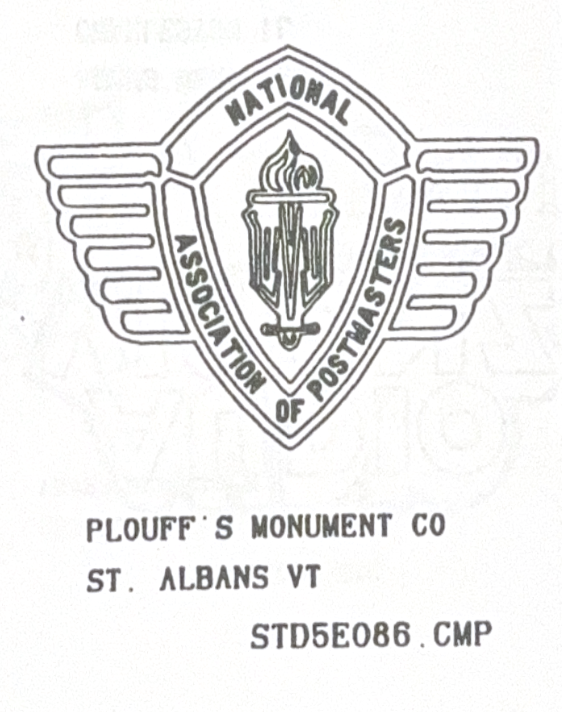 NATIONAL
ASSOCIATION OF POSTMASTERS
PLOUFF'S MONUMENT CO
ST. ALBANS VT
STD5E086.CMP